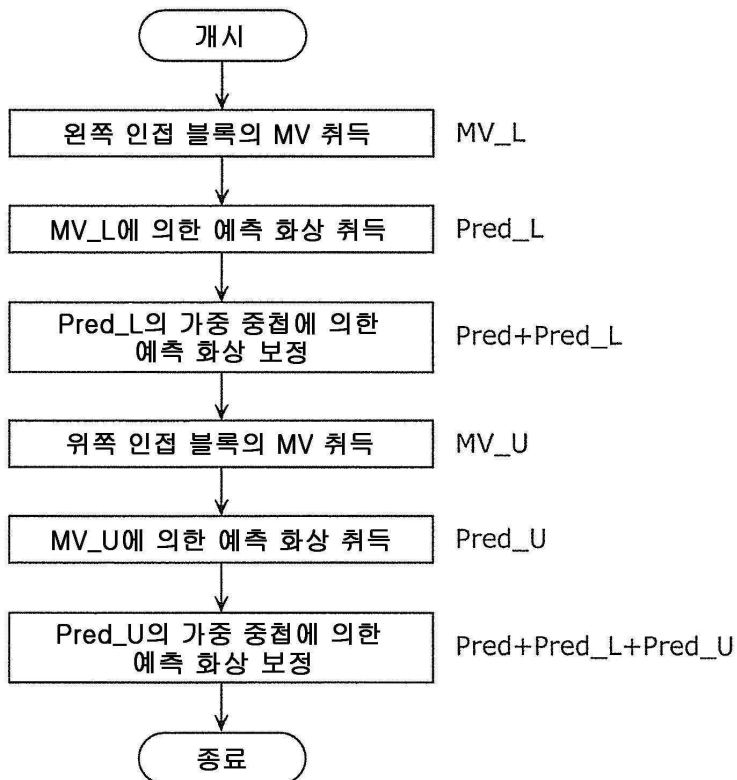 개시
왼쪽 인접 블록의 MV 취득
MV_L
MV_L에 의한 예측 화상 취득
Pred_L
Pred_L의 가중 중첩에 의한
예측 화상 보정
Pred+Pred_L
위쪽 인접 블록의 MV 취득
MV_U
MV_U에 의한 예측 화상 취득
Pred_U
Pred_U의 가중 중첩에 의한
예측 화상 보정
Pred+Pred_L+Pred_U
종료